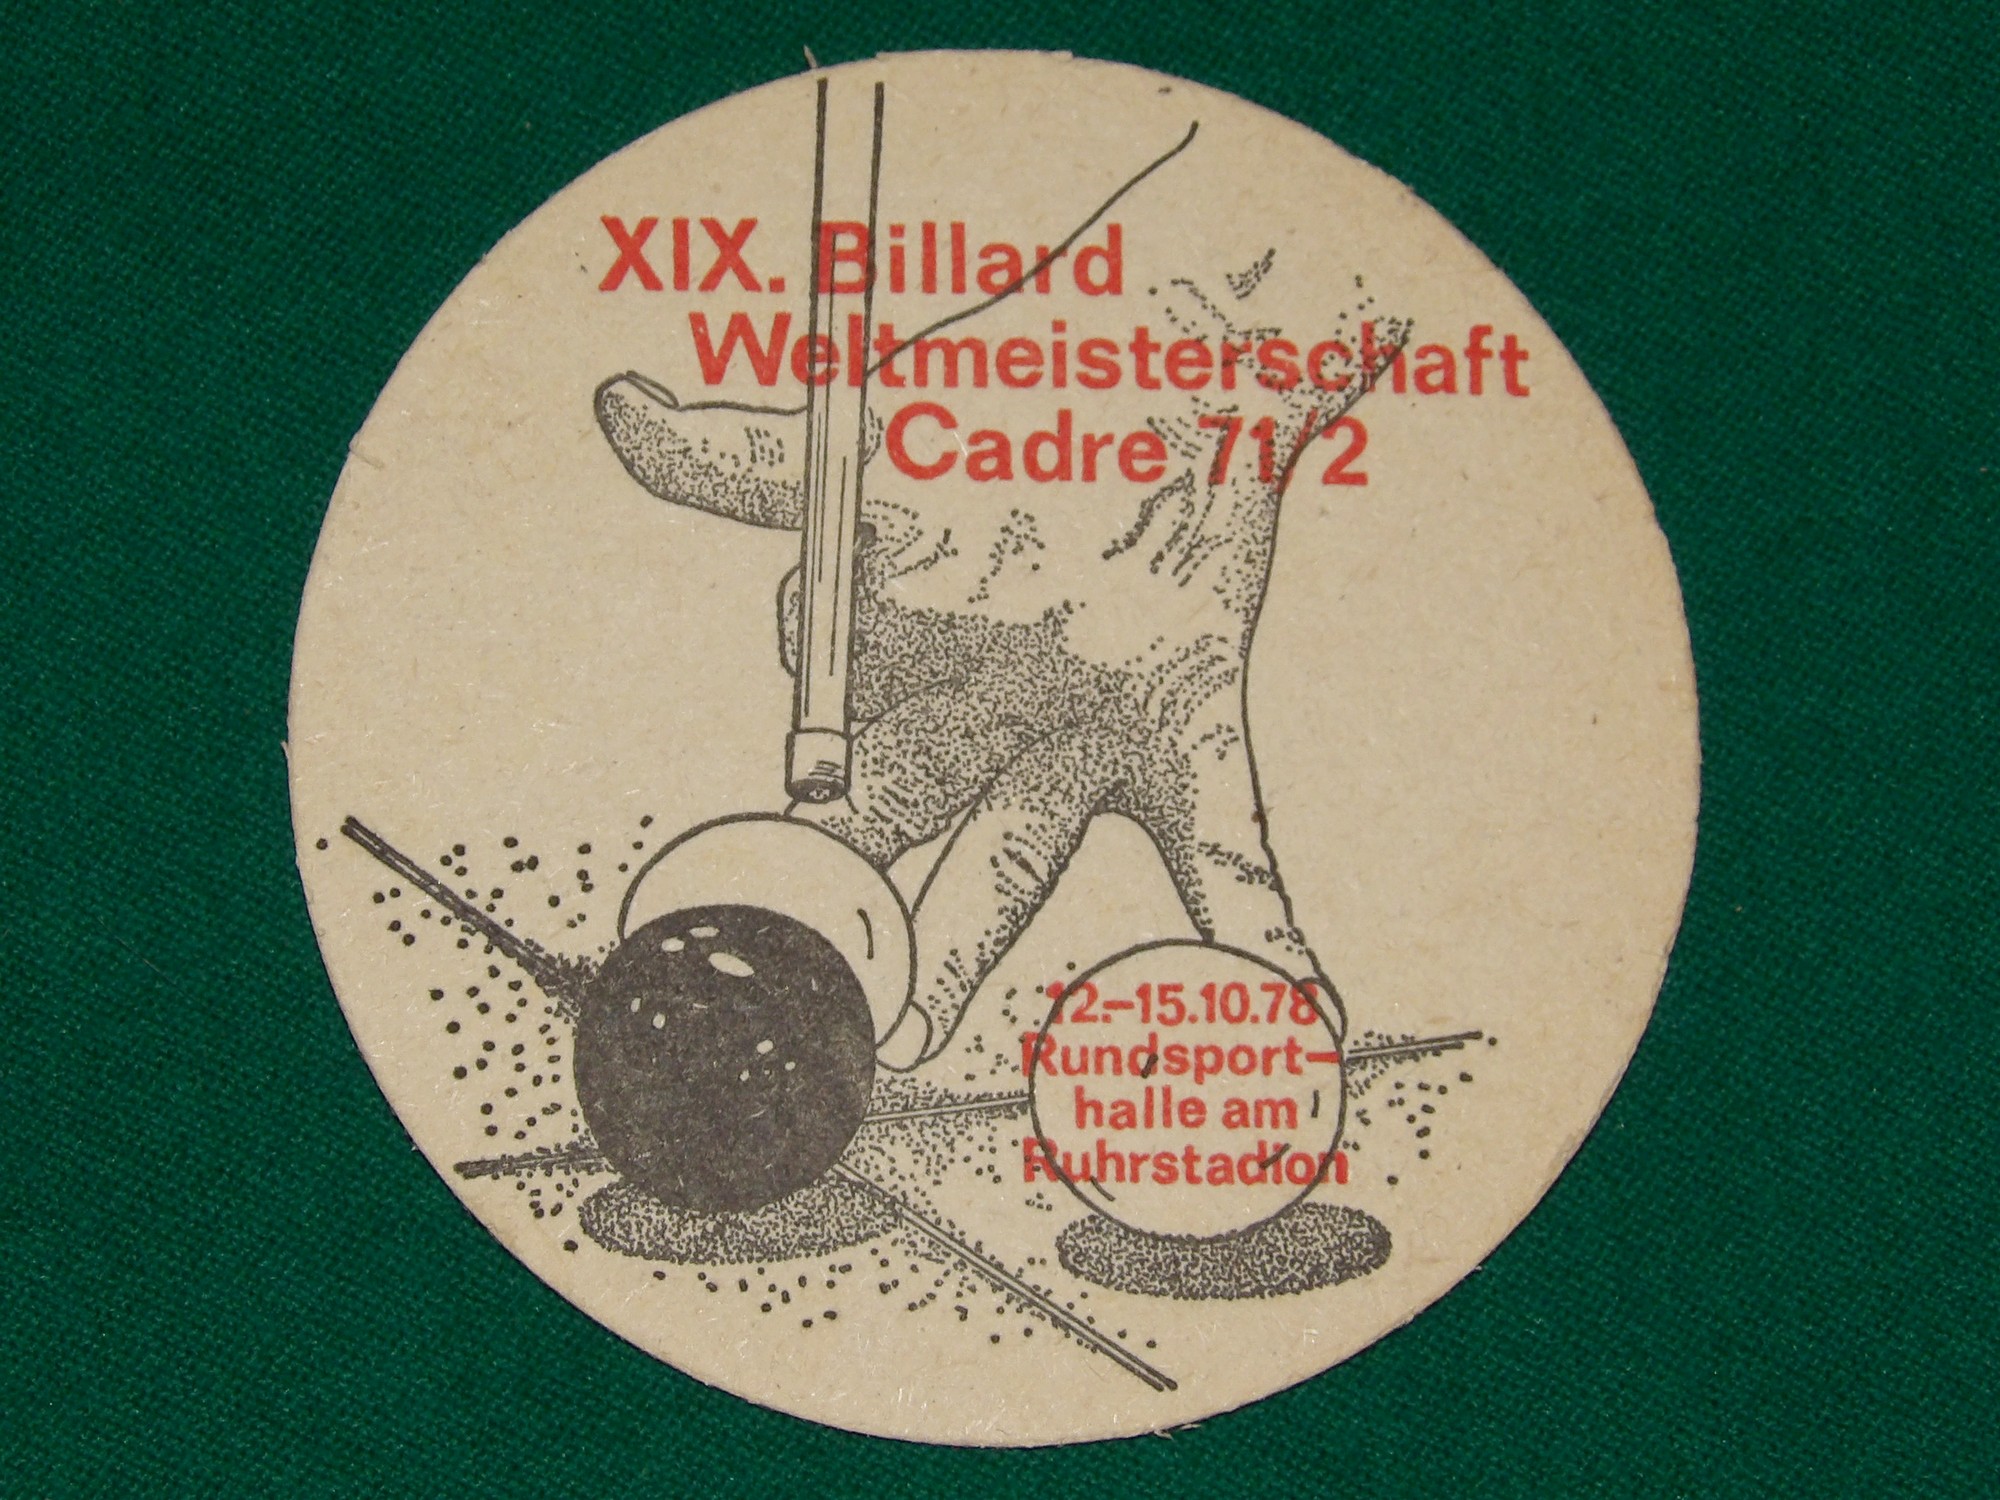 XIX. Billard
Weltmeisterschaft
Cadre 71/2
12.-15.10.78
Rundsport-
halle am
Ruhrstadion